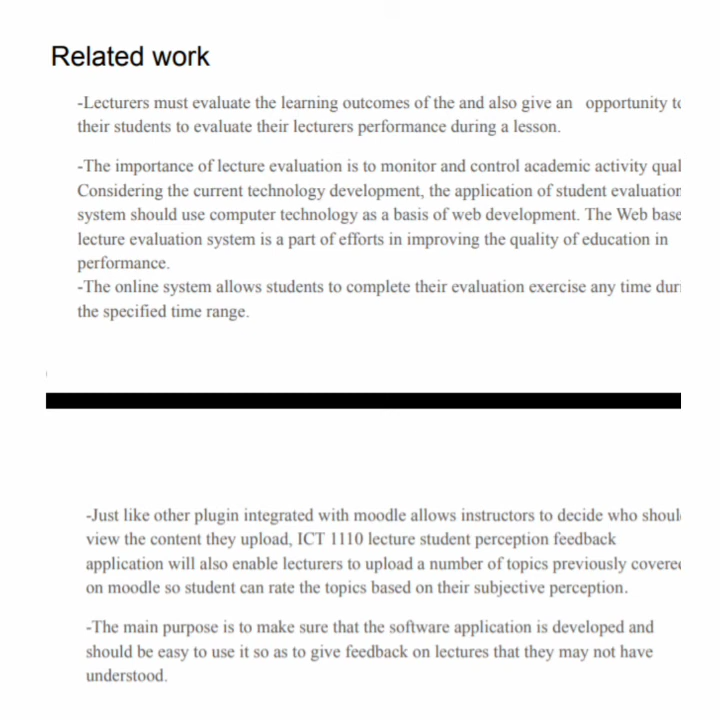 Related work
-Lecturers must evaluate the learning outcomes of the and also give an opportunity to
their students to evaluate their lecturers performance during a lesson.
-The importance of lecture evaluation is to monitor and control academic activity qual
Considering the current technology development, the application of student evaluation
system should use computer technology as a basis of web development. The Web base
lecture evaluation system is a part of efforts in improving the quality of education in
performance.
-The online system allows students to complete their evaluation exercise any time dur
the specified time range.
-Just like other plugin integrated with moodle allows instructors to decide who shoul
view the content they upload, ICT 1110 lecture student perception feedback
application will also enable lecturers to upload a number of topics previously covere
on moodle so student can rate the topics based on their subjective perception.
-The main purpose is to make sure that the software application is developed and
should be easy to use it so as to give feedback on lectures that they may not have
understood.